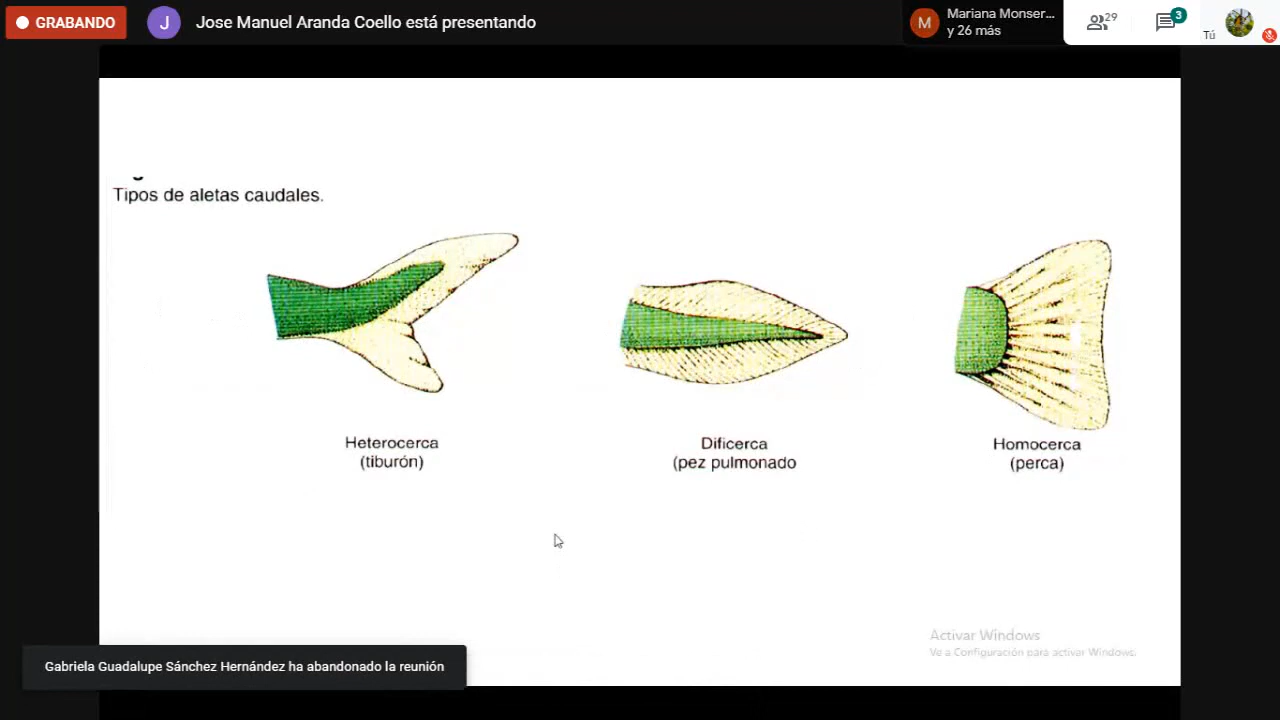 GRABANDO
J
Jose Manuel Aranda Coello está presentando
M
Mariana Monser...
y 26 más
29
3
Tú
Tipos de aletas caudales.
Heterocerca
(tiburón)
Dificerca
(pez pulmonado
Homocerca
(perca)
Activar Windows
Ve a Configuración para activar Windows.
Gabriela Guadalupe Sánchez Hernández ha abandonado la reunión